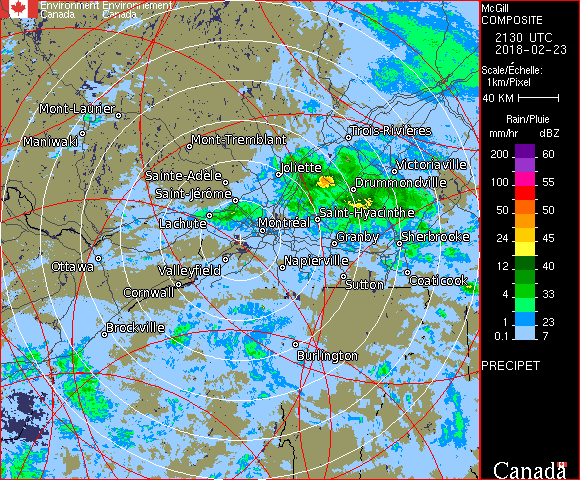 Environment Environnement
Canada Canada
Mont-Laurier
Maniwaki
Mont-Tremblant
Trois-Rivières
Sainte-Adèle
Joliette
Victoriaville
Saint-Jérôme
Drummondville
Lachute
Saint-Hyacinthe
Montréal
Granby
Sherbrooke
Ottawa
Valleyfield
Napierville
Cornwall
Sutton
Coaticook
Brockville
Burlington
McGill
COMPOSITE
2130 UTC
2018-02-23
Scale/Échelle:
1km/Pixel
40 KM
Rain/Pluie
mm/hr dBZ
200 60
100 55
50 50
24 45
12 40
4 33
1 23
0.1 7
PRECIPET
Canada